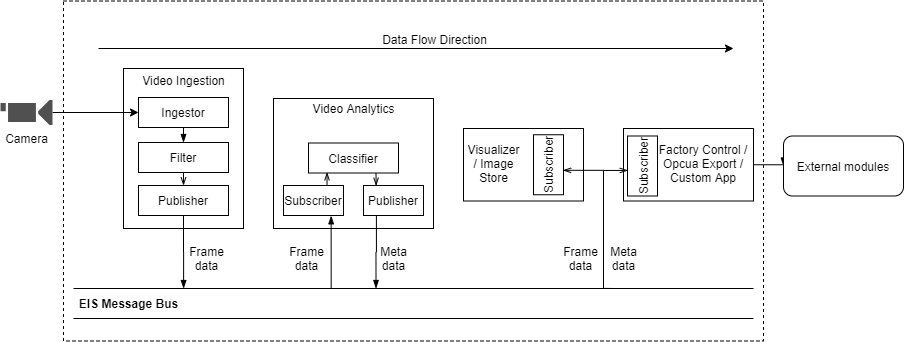 Data Flow Direction
Camera
Video Ingestion
Ingestor
Filter
Publisher
Frame
data
Video Analytics
Classifier
Subscriber
Publisher
Frame
data
Meta
data
Visualizer
/ Image
Store
Subscriber
Frame
data
Meta
data
Subscriber
Factory Control /
Opcua Export /
Custom App
External modules
EIS Message Bus